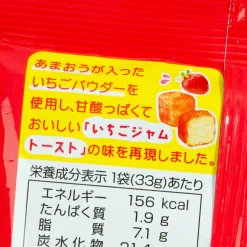 あまおうが入った
いちごパウダーを
使用し、甘酸っぱくて
おいしい「いちごジャム
トースト」の味を再現しました。
栄養成分表示 1袋(33g)あたり
エネルギー 156 kcal
たんぱく質 1.9 g
脂質 7.1 g
炭水化物